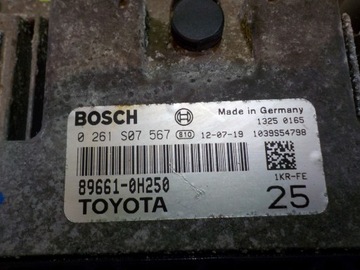 BOSCH Made in Germany
1325 0165
0 261 S07 567 810 12-07-19 1039S54798
89661-0H250 1KR-FE
TOYOTA 25